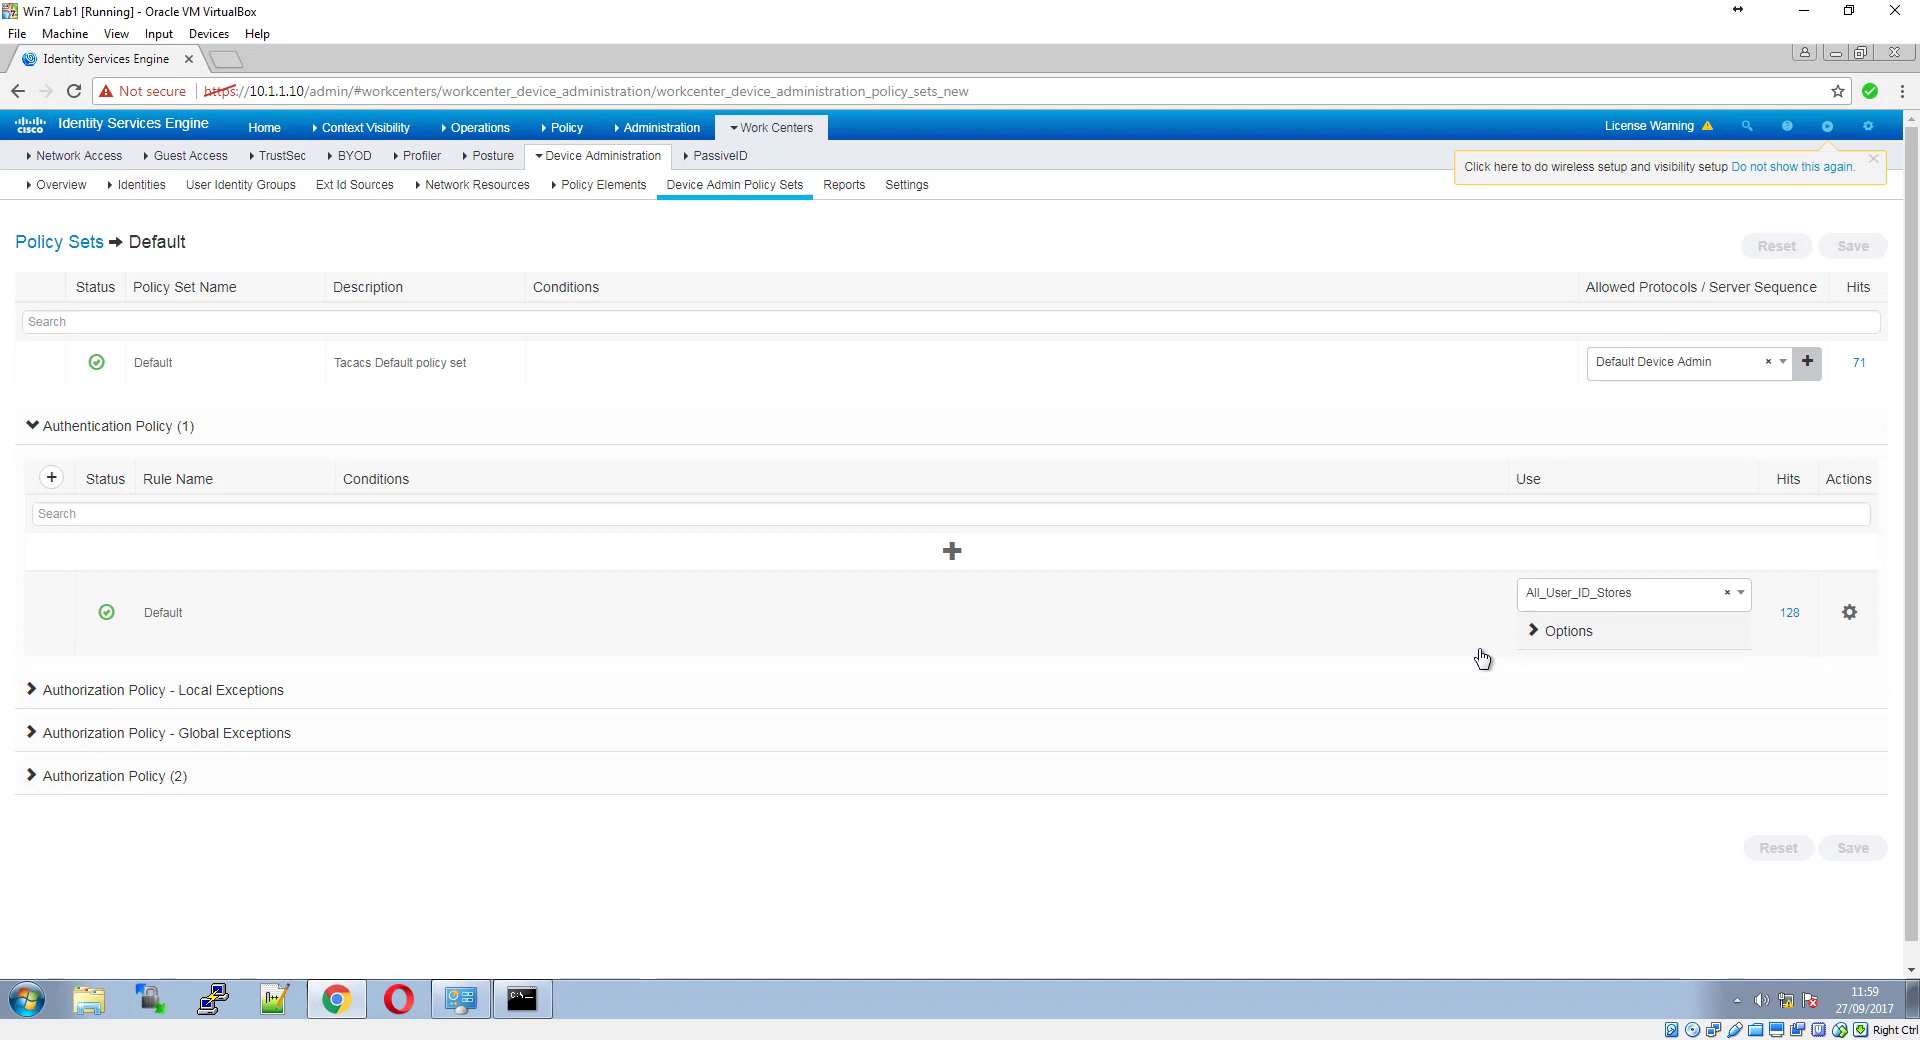 Win7 Lab1 [Running] - Oracle VM VirtualBox
File Machine View Input Devices Help
Identity Services Engine
Not secure https://10.1.1.10/admin/#workcenters/workcenter_device_administration/workcenter_device_administration_policy_sets_new
CISCO Identity Services Engine Home Context Visibility Operations Policy Administration Work Centers License Warning
Network Access Guest Access TrustSec BYOD Profiler Posture Device Administration PassiveID
Click here to do wireless setup and visibility setup Do not show this again.
Overview Identities User Identity Groups Ext Id Sources Network Resources Policy Elements Device Admin Policy Sets Reports Settings
Policy Sets → Default
Reset Save
Status Policy Set Name Description Conditions Allowed Protocols / Server Sequence Hits
Search
Default Tacacs Default policy set Default Device Admin × + 71
Authentication Policy (1)
+ Status Rule Name Conditions Use Hits Actions
Search
+
All_User_ID_Stores ×
Default 128
Options
Authorization Policy - Local Exceptions
Authorization Policy - Global Exceptions
Authorization Policy (2)
Reset Save
C:\_
11:59
27/09/2017
Right Ctrl